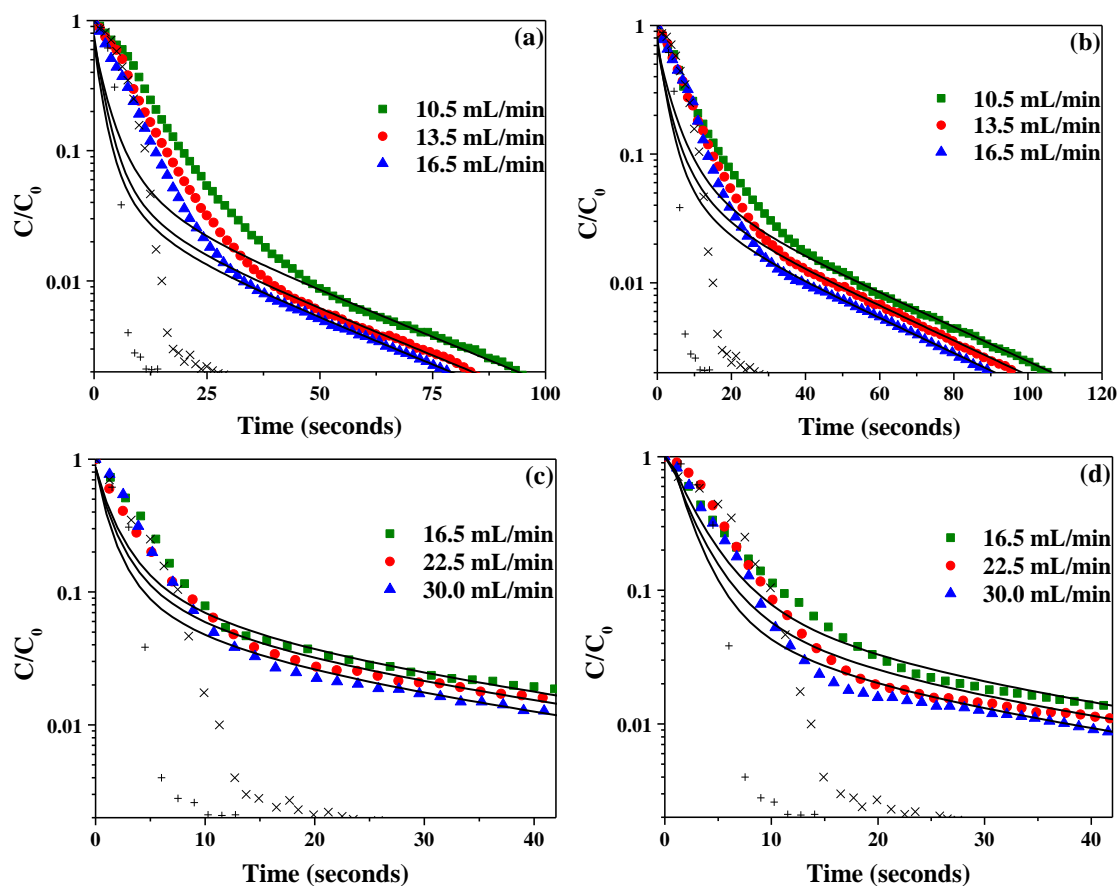 (a)
1
0.1
0.01
C/C0
10.5 mL/min
13.5 mL/min
16.5 mL/min
0 25 50 75 100
Time (seconds)
(b)
1
0.1
0.01
C/C0
10.5 mL/min
13.5 mL/min
16.5 mL/min
0 20 40 60 80 100 120
Time (seconds)
(c)
1
0.1
0.01
C/C0
16.5 mL/min
22.5 mL/min
30.0 mL/min
0 10 20 30 40
Time (seconds)
(d)
1
0.1
0.01
C/C0
16.5 mL/min
22.5 mL/min
30.0 mL/min
0 10 20 30 40
Time (seconds)